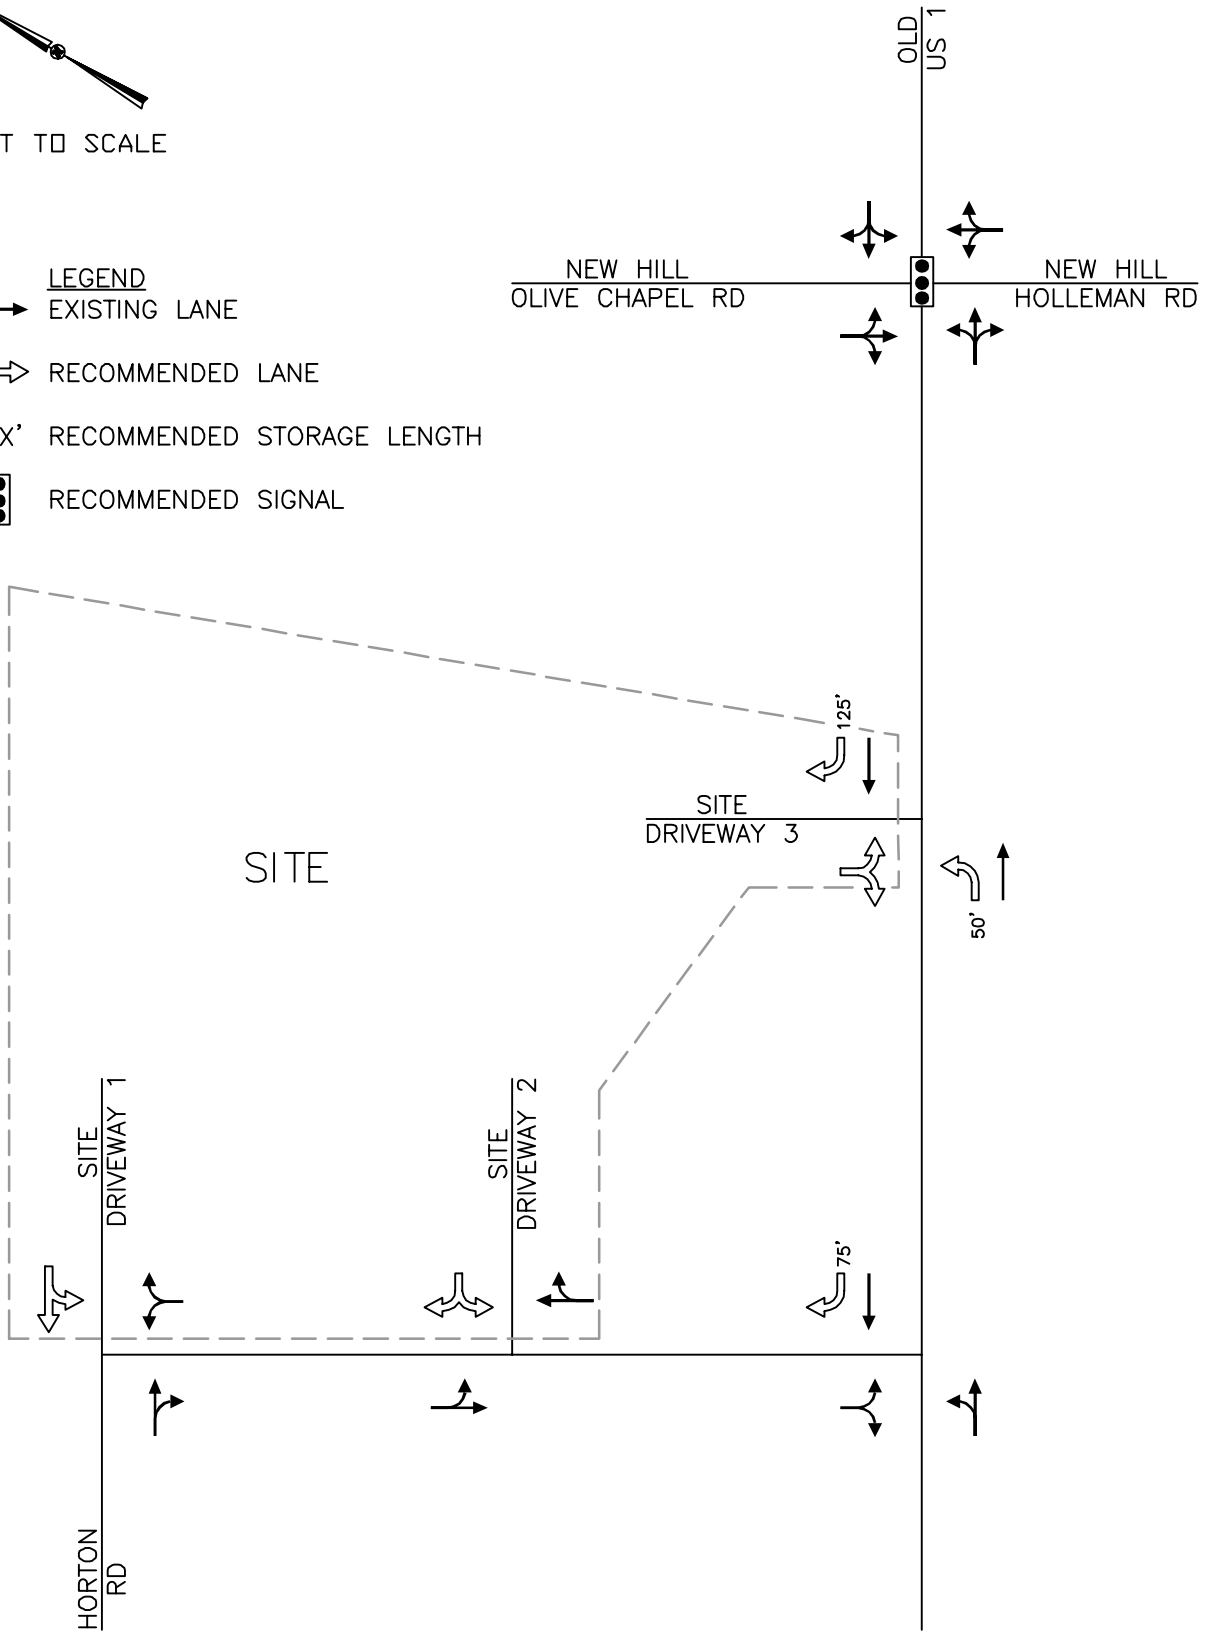 OLD
US 1
T TO SCALE
LEGEND
EXISTING LANE
RECOMMENDED LANE
X' RECOMMENDED STORAGE LENGTH
RECOMMENDED SIGNAL
NEW HILL
OLIVE CHAPEL RD
NEW HILL
HOLLEMAN RD
125'
SITE
DRIVEWAY 3
SITE
50'
SITE
DRIVEWAY 1
SITE
DRIVEWAY 2
75'
HORTON
RD